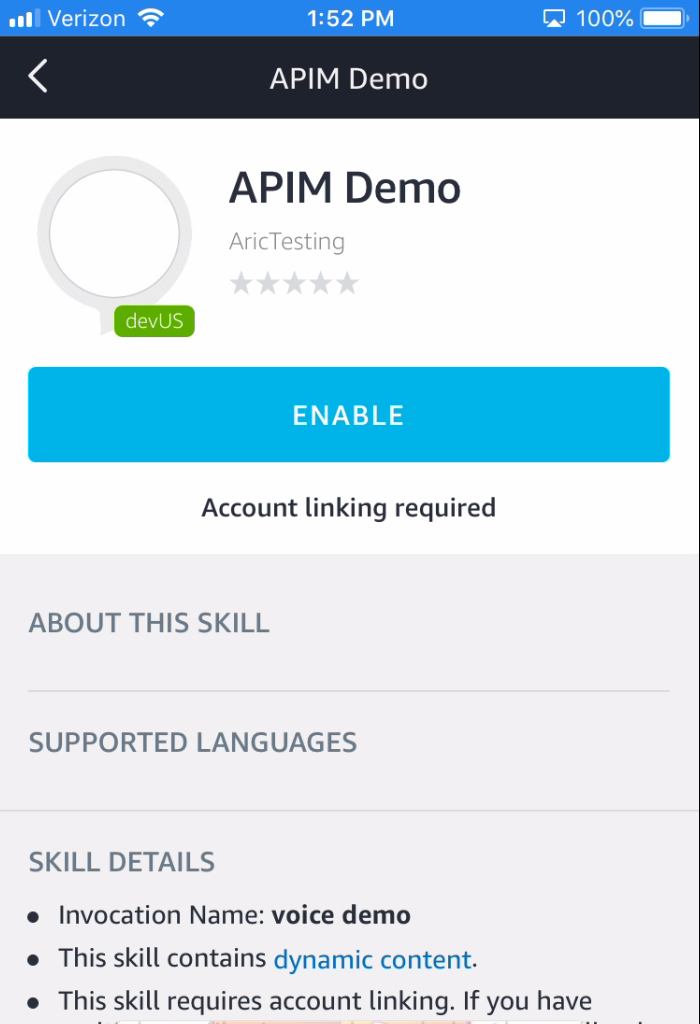 Verizon 1:52 PM 100%
APIM Demo
APIM Demo
AricTesting
devUS
ENABLE
Account linking required
ABOUT THIS SKILL
SUPPORTED LANGUAGES
SKILL DETAILS
• Invocation Name: voice demo
• This skill contains dynamic content.
• This skill requires account linking. If you have